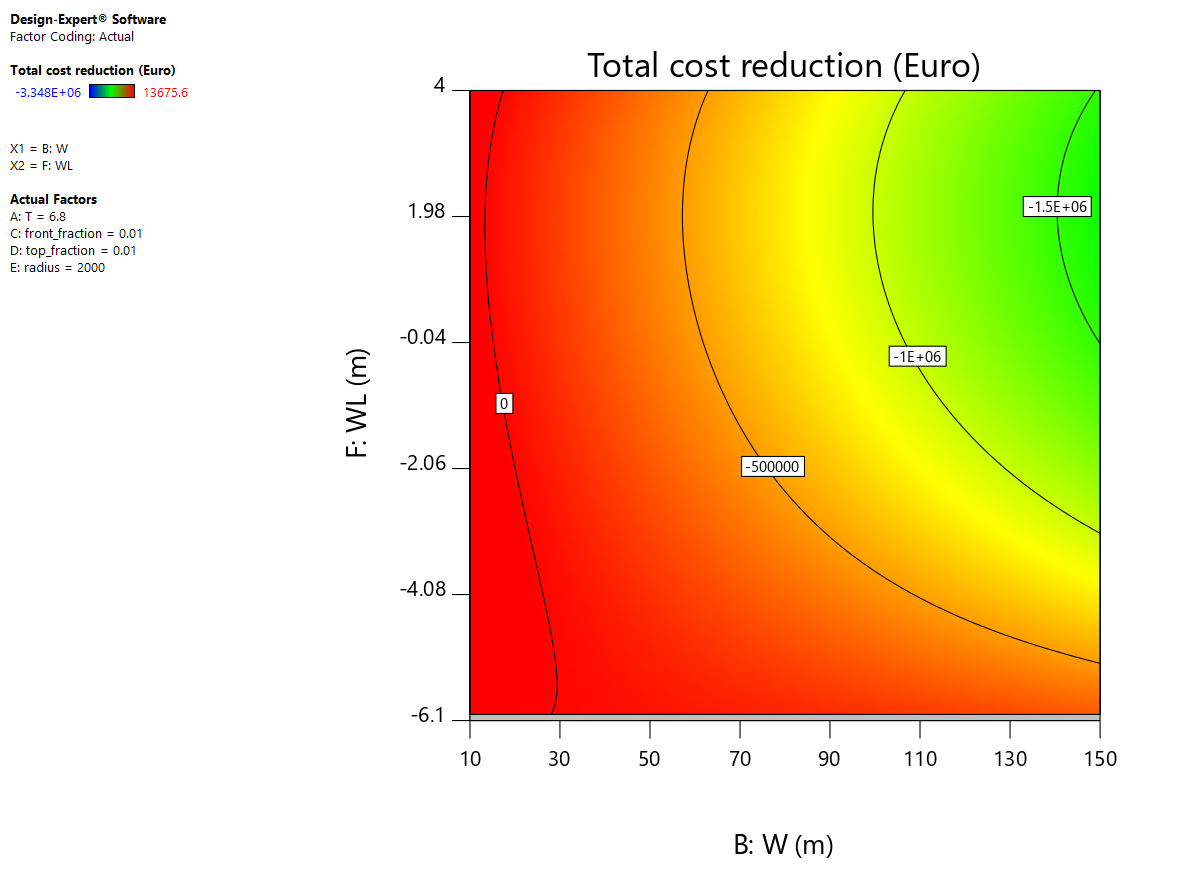 Design-Expert® Software
Factor Coding: Actual
Total cost reduction (Euro)
-3.348E+06 13675.6
X1 = B: W
X2 = F: WL
Actual Factors
A: T = 6.8
C: front_fraction = 0.01
D: top_fraction = 0.01
E: radius = 2000
Total cost reduction (Euro)
4
1.98
-0.04
-2.06
-4.08
-6.1
F: WL (m)
-1.5E+06
-1E+06
0
-500000
10 30 50 70 90 110 130 150
B: W (m)